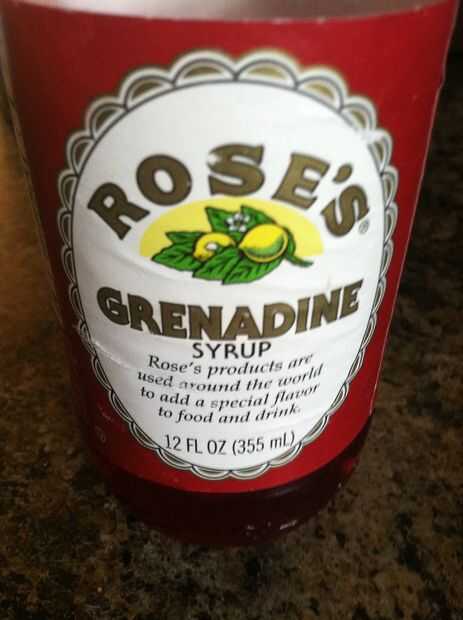 ROSE'S®
GRENADINE
SYRUP
Rose's products are
used around the world
to add a special flavor
to food and drink.
12 FL OZ (355 mL)